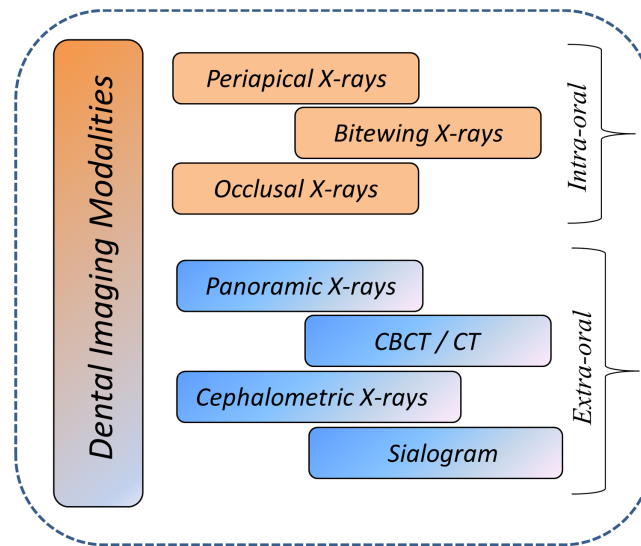 Dental Imaging Modalities
Periapical X-rays
Bitewing X-rays
Occlusal X-rays
Intra-oral
Panoramic X-rays
CBCT / CT
Cephalometric X-rays
Sialogram
Extra-oral